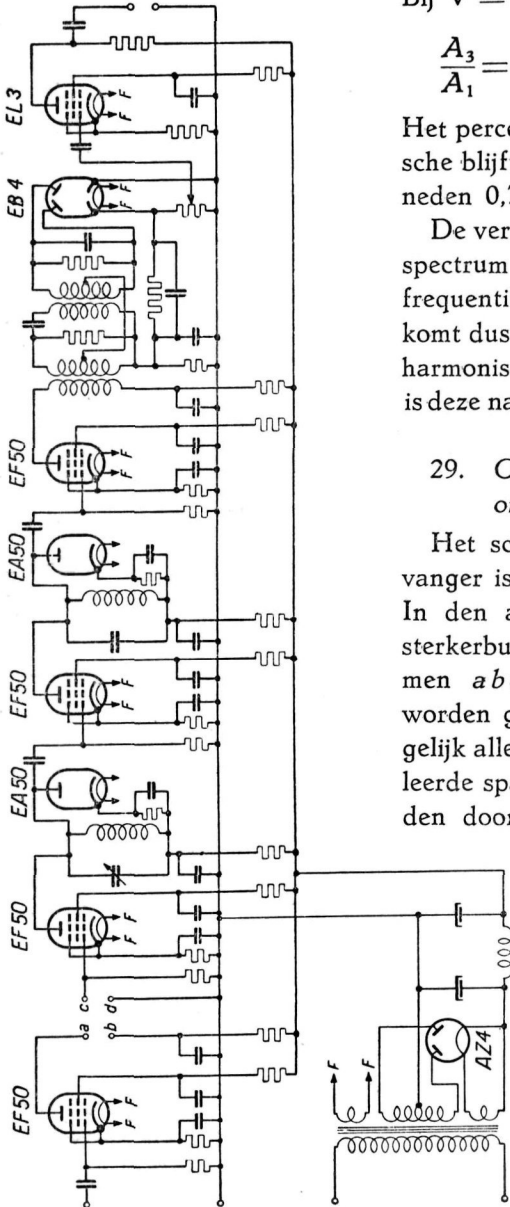 Bij V =
A₃
A₁ =
Het perce
sche blijf
neden 0,
De ver
spectrum
frequenti
komt dus
harmonis
is deze na
29. O
Het sc
vanger is
In den a
sterkerbu
men ab
worden g
gelijk alle
leerde spa
den door
EL3
F
F
EB4
F
F
EF50
F
F
EA50
EF50
F
F
EA50
EF50
F
F
c
d
a
b
EF50
F
F
F
F
AZ4